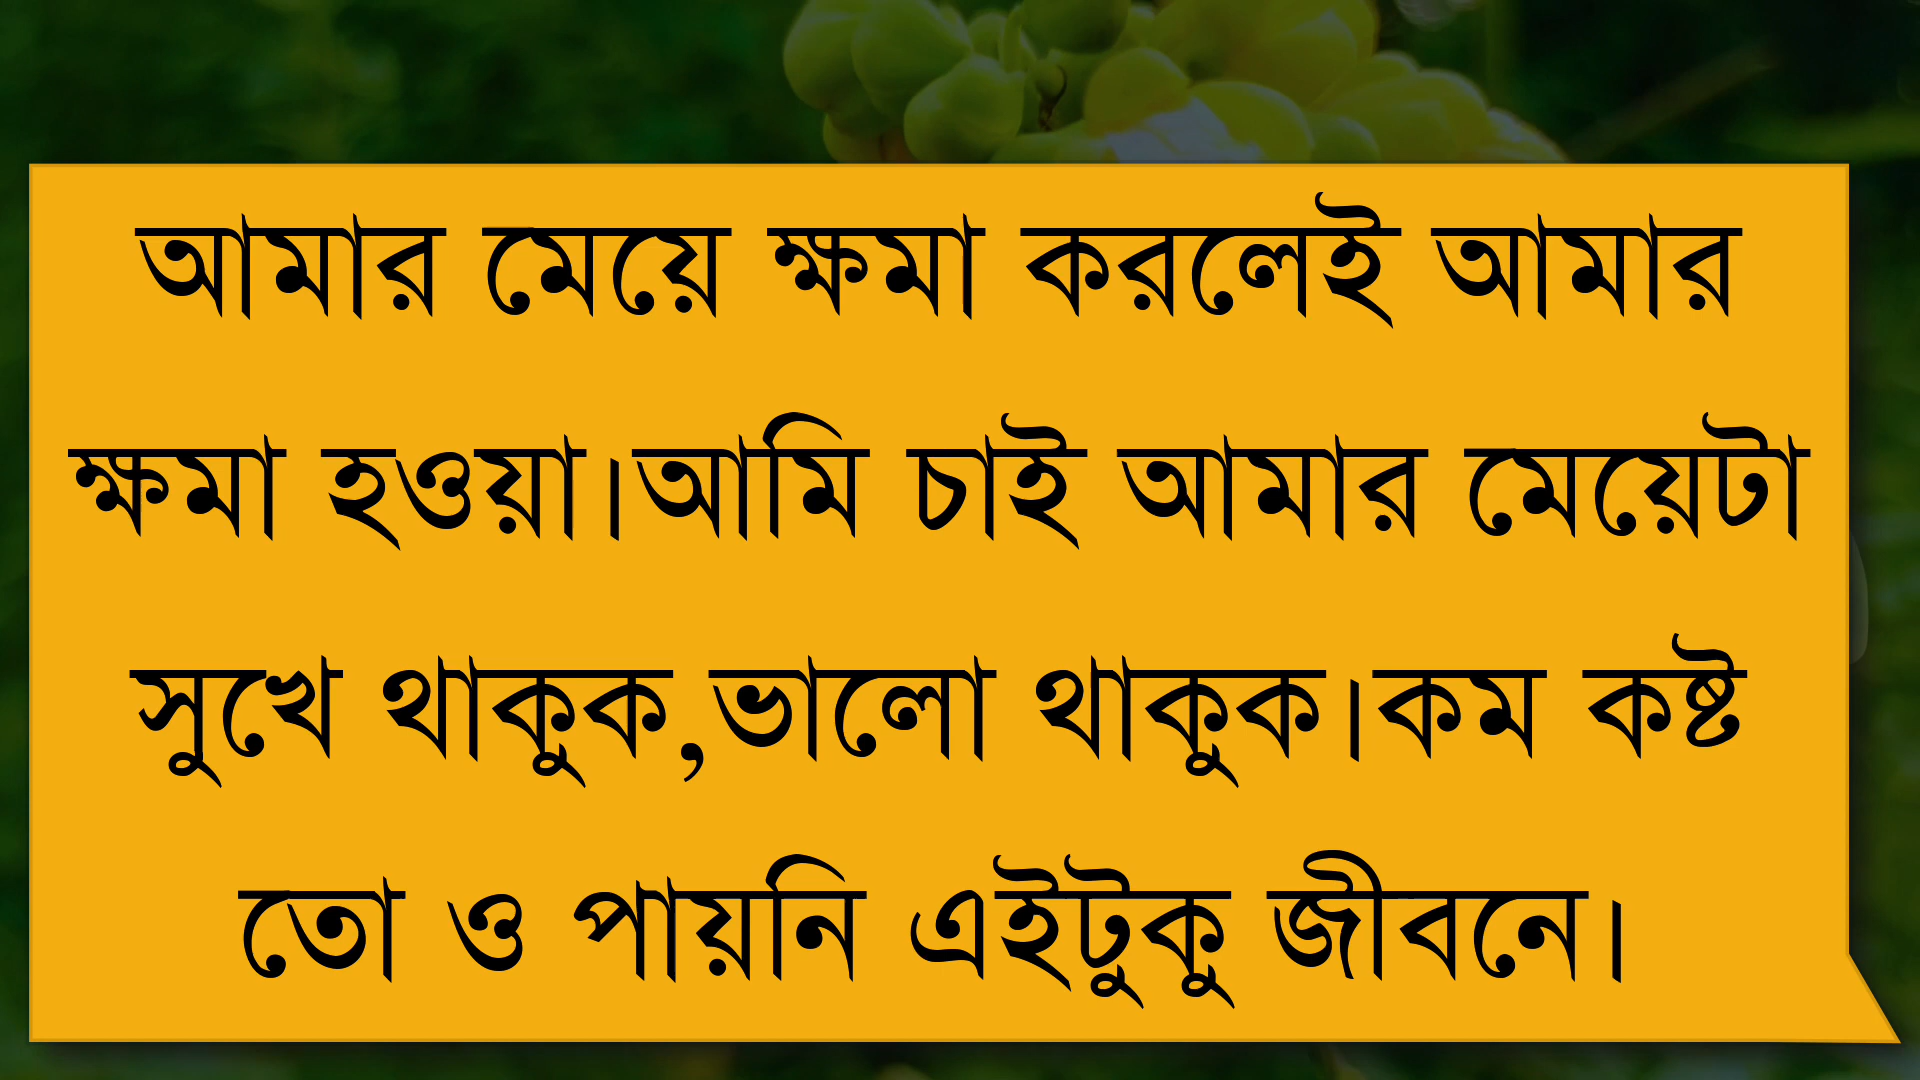 আমার মেয়ে ক্ষমা করলেই আমার
ক্ষমা হওয়া।আমি চাই আমার মেয়েটা
সুখে থাকুক,ভালো থাকুক।কম কষ্ট
তো ও পায়নি এইটুকু জীবনে।